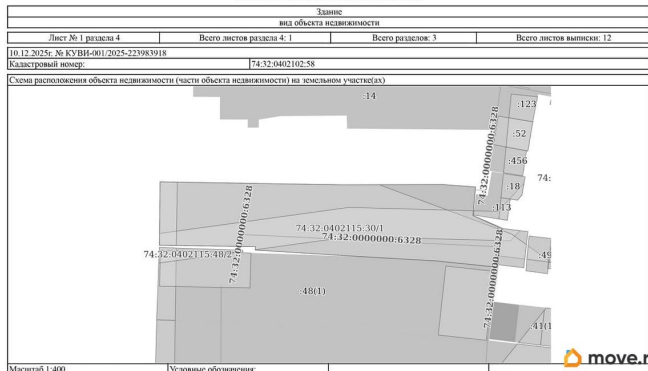 Здание
вид объекта недвижимости
Лист № 1 раздела 4 Всего листов раздела 4: 1 Всего разделов: 3 Всего листов выписки: 12
10.12.2025г. № КУВИ-001/2025-223983918
Кадастровый номер: 74:32:0402102:58
Схема расположения объекта недвижимости (части объекта недвижимости) на земельном участке(ах)
:14
:123
:52
:456
:18
74:
:113
74:32:0000000:6328
74:32:0000000:6328
74:32:0402115:30/1
74:32:0000000:6328
74:32:0402115:48/2
74:32:0000000:6328
:49
:48(1)
:41(1
move.r
Масштаб 1:400 Условные обозначения: